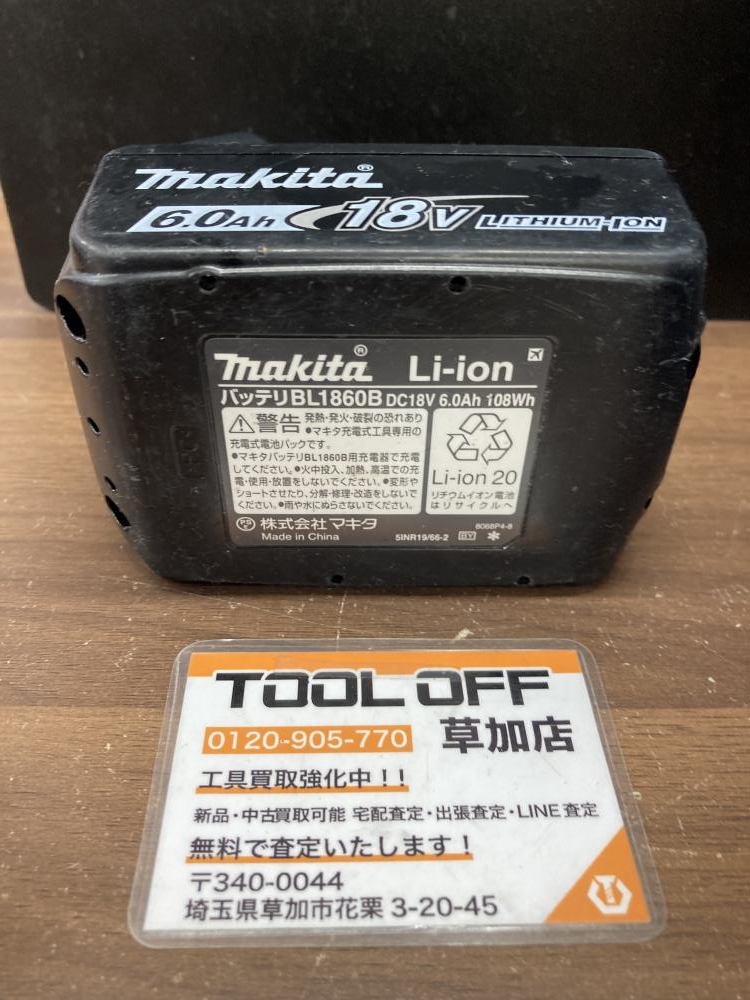 makita®
6.0Ah 18V LITHIUM-ION
makita® Li-ion
バッテリBL1860B DC18V 6.0Ah 108Wh
警告 発熱・発火・破裂の恐れあり
●マキタ充電式工具専用の
充電式電池パックです。
●マキタバッテリBL1860B用充電器で充電
してください。●火中投入、加熱、高温での充
電・使用・放置をしないでください。●変形や
ショートさせたり、分解・修理・改造をしないで
ください。●雨や水にぬらさないでください。
Li-ion 20
リチウムイオン電池
はリサイクルへ
PS E 株式会社 マキタ
Made in China
5INR19/66-2 BY ✻
8068P4-8
TOOL OFF
0120-905-770 草加店
工具買取強化中!!
新品・中古買取可能 宅配査定・出張査定・LINE査定
無料で査定いたします!
〒340-0044
埼玉県草加市花栗 3-20-45